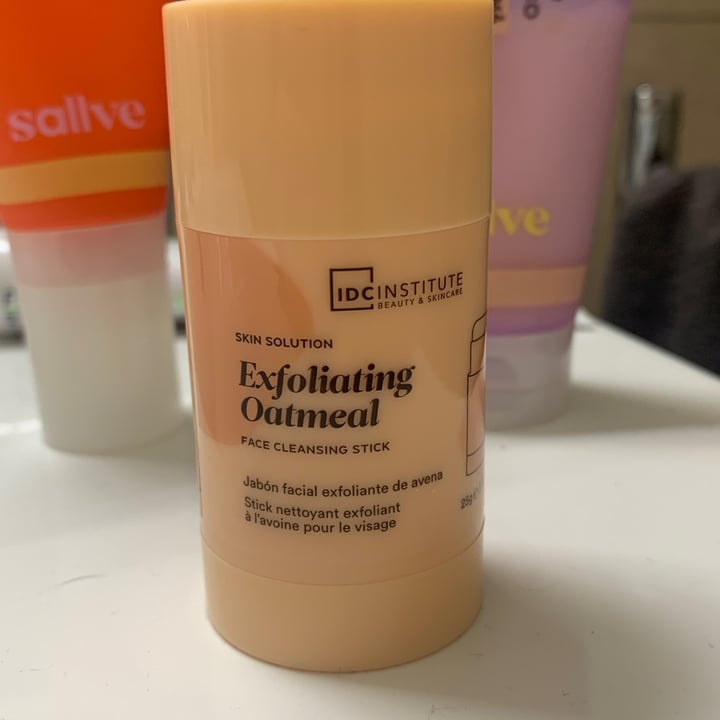 sallve
IDC INSTITUTE
BEAUTY & SKINCARE
SKIN SOLUTION
Exfoliating
Oatmeal
FACE CLEANSING STICK
Jabón facial exfoliante de avena
Stick nettoyant exfoliant
à l'avoine pour le visage
25g
lve